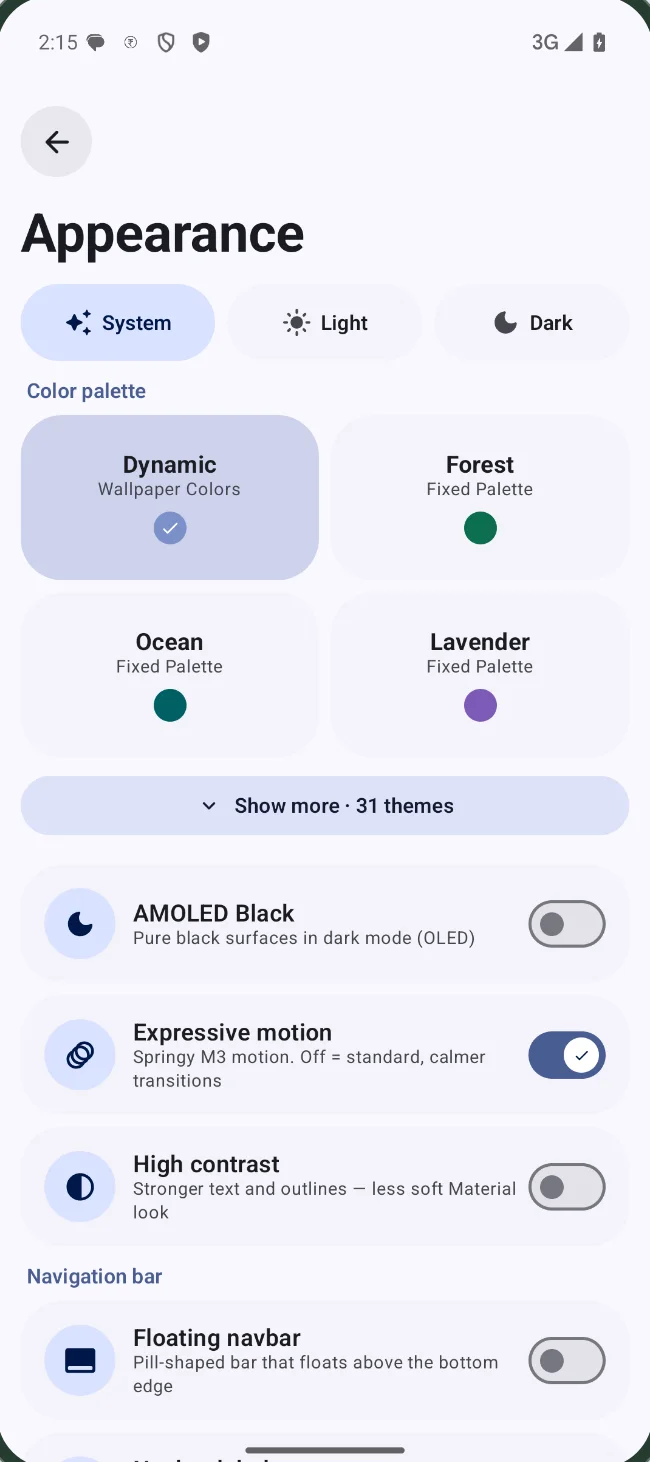 2:15
3G
Appearance
System
Light
Dark
Color palette
Dynamic
Wallpaper Colors
Forest
Fixed Palette
Ocean
Fixed Palette
Lavender
Fixed Palette
Show more · 31 themes
AMOLED Black
Pure black surfaces in dark mode (OLED)
Expressive motion
Springy M3 motion. Off = standard, calmer
transitions
High contrast
Stronger text and outlines — less soft Material
look
Navigation bar
Floating navbar
Pill-shaped bar that floats above the bottom
edge